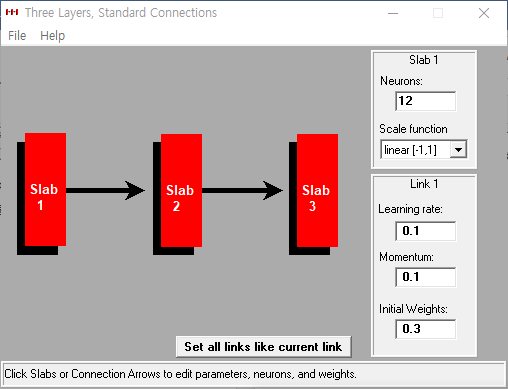 Three Layers, Standard Connections
File Help
Slab 1
Neurons:
12
Scale function
linear [-1,1]
Slab
1
Slab
2
Slab
3
Link 1
Learning rate:
0.1
Momentum:
0.1
Initial Weights:
0.3
Set all links like current link
Click Slabs or Connection Arrows to edit parameters, neurons, and weights.